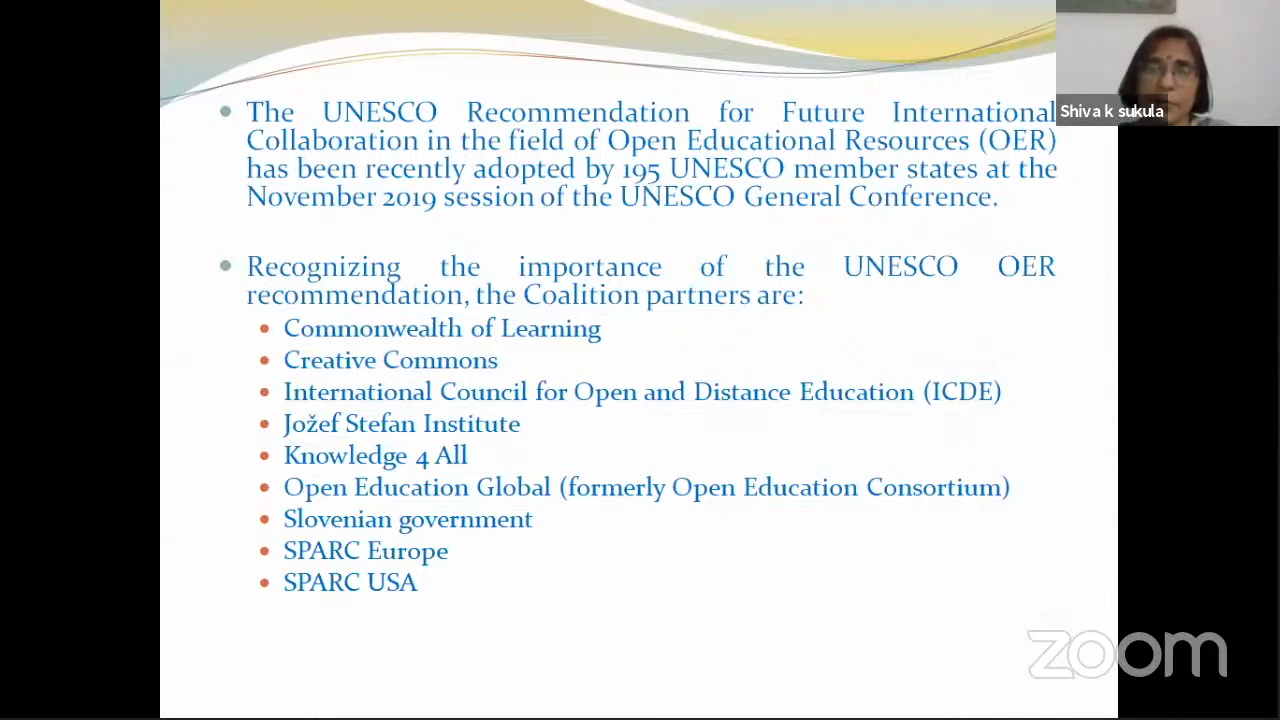 The UNESCO Recommendation for Future International
Collaboration in the field of Open Educational Resources (OER)
has been recently adopted by 195 UNESCO member states at the
November 2019 session of the UNESCO General Conference.
Recognizing the importance of the UNESCO OER
recommendation, the Coalition partners are:
Commonwealth of Learning
Creative Commons
International Council for Open and Distance Education (ICDE)
Jožef Stefan Institute
Knowledge 4 All
Open Education Global (formerly Open Education Consortium)
Slovenian government
SPARC Europe
SPARC USA
Shiva k sukula
zoom